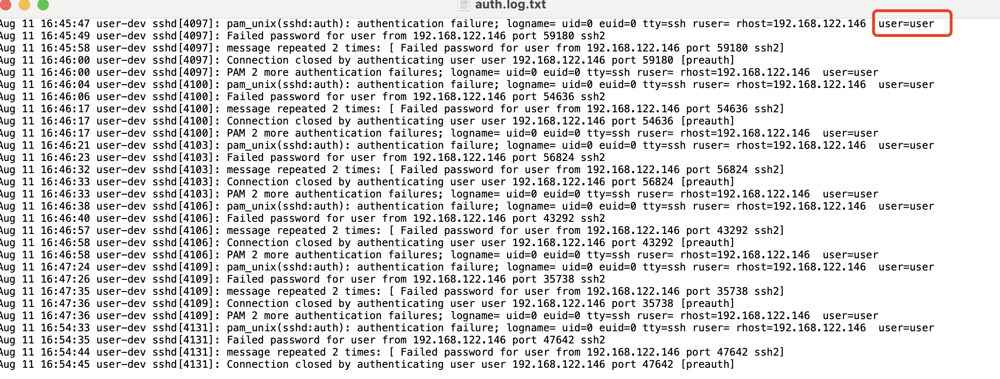 auth.log.txt
Aug 11 16:45:47 user-dev sshd[4097]: pam_unix(sshd:auth): authentication failure; logname= uid=0 euid=0 tty=ssh ruser= rhost=192.168.122.146  user=user
Aug 11 16:45:49 user-dev sshd[4097]: Failed password for user from 192.168.122.146 port 59180 ssh2
Aug 11 16:45:58 user-dev sshd[4097]: message repeated 2 times: [ Failed password for user from 192.168.122.146 port 59180 ssh2]
Aug 11 16:46:00 user-dev sshd[4097]: Connection closed by authenticating user user 192.168.122.146 port 59180 [preauth]
Aug 11 16:46:00 user-dev sshd[4097]: PAM 2 more authentication failures; logname= uid=0 euid=0 tty=ssh ruser= rhost=192.168.122.146  user=user
Aug 11 16:46:04 user-dev sshd[4100]: pam_unix(sshd:auth): authentication failure; logname= uid=0 euid=0 tty=ssh ruser= rhost=192.168.122.146  user=user
Aug 11 16:46:06 user-dev sshd[4100]: Failed password for user from 192.168.122.146 port 54636 ssh2
Aug 11 16:46:17 user-dev sshd[4100]: message repeated 2 times: [ Failed password for user from 192.168.122.146 port 54636 ssh2]
Aug 11 16:46:17 user-dev sshd[4100]: Connection closed by authenticating user user 192.168.122.146 port 54636 [preauth]
Aug 11 16:46:17 user-dev sshd[4100]: PAM 2 more authentication failures; logname= uid=0 euid=0 tty=ssh ruser= rhost=192.168.122.146  user=user
Aug 11 16:46:21 user-dev sshd[4103]: pam_unix(sshd:auth): authentication failure; logname= uid=0 euid=0 tty=ssh ruser= rhost=192.168.122.146  user=user
Aug 11 16:46:23 user-dev sshd[4103]: Failed password for user from 192.168.122.146 port 56824 ssh2
Aug 11 16:46:32 user-dev sshd[4103]: message repeated 2 times: [ Failed password for user from 192.168.122.146 port 56824 ssh2]
Aug 11 16:46:33 user-dev sshd[4103]: Connection closed by authenticating user user 192.168.122.146 port 56824 [preauth]
Aug 11 16:46:33 user-dev sshd[4103]: PAM 2 more authentication failures; logname= uid=0 euid=0 tty=ssh ruser= rhost=192.168.122.146  user=user
Aug 11 16:46:38 user-dev sshd[4106]: pam_unix(sshd:auth): authentication failure; logname= uid=0 euid=0 tty=ssh ruser= rhost=192.168.122.146  user=user
Aug 11 16:46:40 user-dev sshd[4106]: Failed password for user from 192.168.122.146 port 43292 ssh2
Aug 11 16:46:57 user-dev sshd[4106]: message repeated 2 times: [ Failed password for user from 192.168.122.146 port 43292 ssh2]
Aug 11 16:46:58 user-dev sshd[4106]: Connection closed by authenticating user user 192.168.122.146 port 43292 [preauth]
Aug 11 16:46:58 user-dev sshd[4106]: PAM 2 more authentication failures; logname= uid=0 euid=0 tty=ssh ruser= rhost=192.168.122.146  user=user
Aug 11 16:47:24 user-dev sshd[4109]: pam_unix(sshd:auth): authentication failure; logname= uid=0 euid=0 tty=ssh ruser= rhost=192.168.122.146  user=user
Aug 11 16:47:26 user-dev sshd[4109]: Failed password for user from 192.168.122.146 port 35738 ssh2
Aug 11 16:47:35 user-dev sshd[4109]: message repeated 2 times: [ Failed password for user from 192.168.122.146 port 35738 ssh2]
Aug 11 16:47:36 user-dev sshd[4109]: Connection closed by authenticating user user 192.168.122.146 port 35738 [preauth]
Aug 11 16:47:36 user-dev sshd[4109]: PAM 2 more authentication failures; logname= uid=0 euid=0 tty=ssh ruser= rhost=192.168.122.146  user=user
Aug 11 16:54:33 user-dev sshd[4131]: pam_unix(sshd:auth): authentication failure; logname= uid=0 euid=0 tty=ssh ruser= rhost=192.168.122.146  user=user
Aug 11 16:54:35 user-dev sshd[4131]: Failed password for user from 192.168.122.146 port 47642 ssh2
Aug 11 16:54:44 user-dev sshd[4131]: message repeated 2 times: [ Failed password for user from 192.168.122.146 port 47642 ssh2]
Aug 11 16:54:45 user-dev sshd[4131]: Connection closed by authenticating user user 192.168.122.146 port 47642 [preauth]